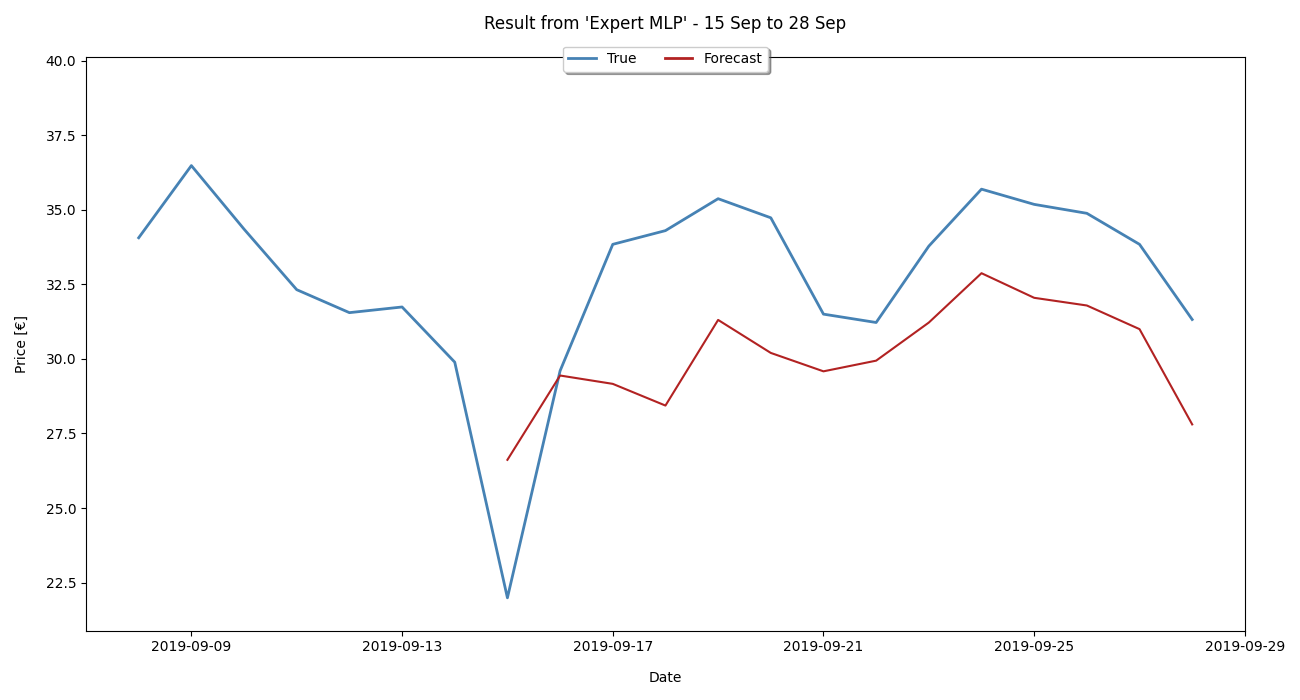 Result from 'Expert MLP' - 15 Sep to 28 Sep
True Forecast
40.0
37.5
35.0
32.5
30.0
27.5
25.0
22.5
Price [€]
2019-09-09 2019-09-13 2019-09-17 2019-09-21 2019-09-25 2019-09-29
Date